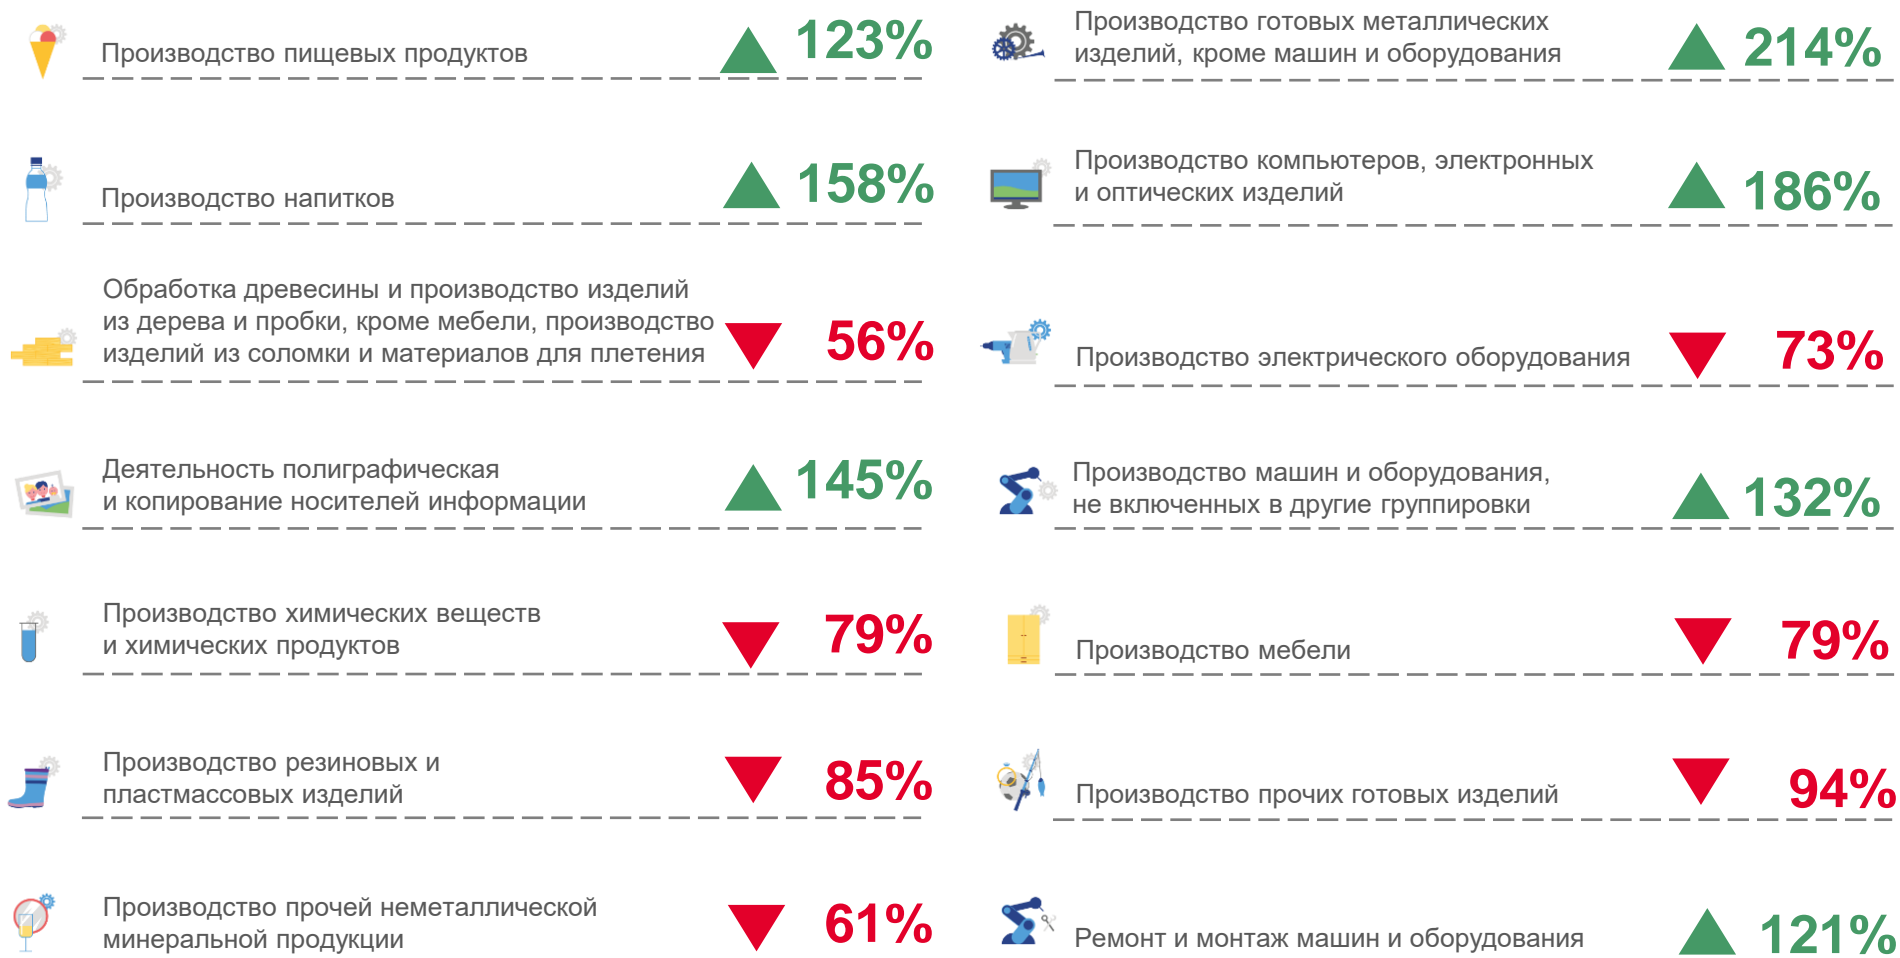 Производство пищевых продуктов
123%
Производство напитков
158%
Обработка древесины и производство изделий
из дерева и пробки, кроме мебели, производство
изделий из соломки и материалов для плетения
56%
Деятельность полиграфическая
и копирование носителей информации
145%
Производство химических веществ
и химических продуктов
79%
Производство резиновых и
пластмассовых изделий
85%
Производство прочей неметаллической
минеральной продукции
61%
Производство готовых металлических
изделий, кроме машин и оборудования
214%
Производство компьютеров, электронных
и оптических изделий
186%
Производство электрического оборудования
73%
Производство машин и оборудования,
не включенных в другие группировки
132%
Производство мебели
79%
Производство прочих готовых изделий
94%
Ремонт и монтаж машин и оборудования
121%